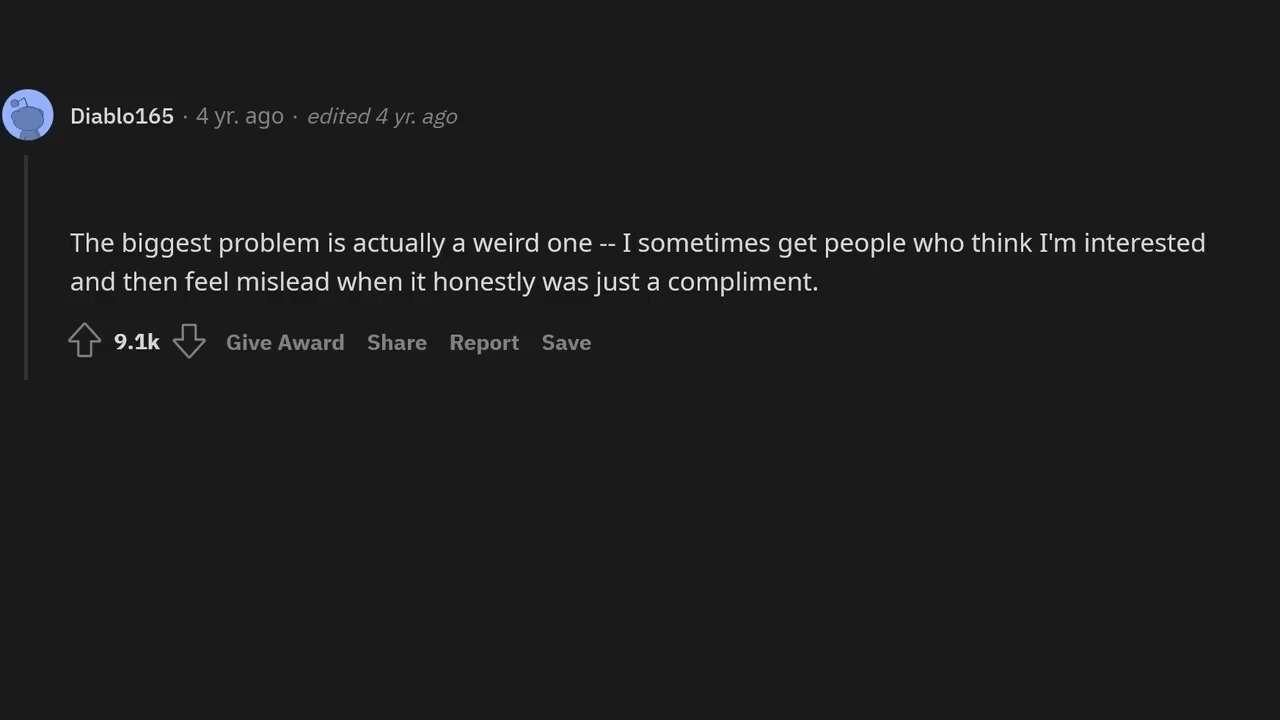 Diablo165 · 4 yr. ago · edited 4 yr. ago
The biggest problem is actually a weird one -- I sometimes get people who think I'm interested
and then feel mislead when it honestly was just a compliment.
9.1k Give Award Share Report Save